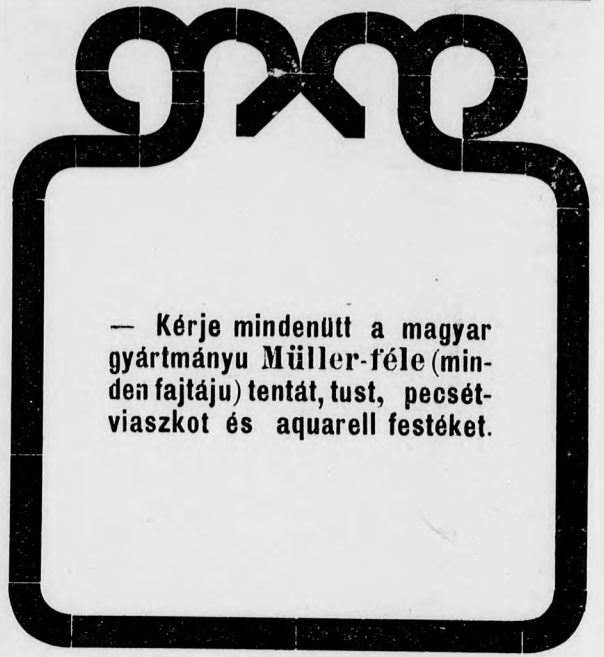 — Kérje mindenütt a magyar
gyártmányu Müller-féle (min-
den fajtáju) tentát, tust, pecsét-
viaszkot és aquarell festéket.